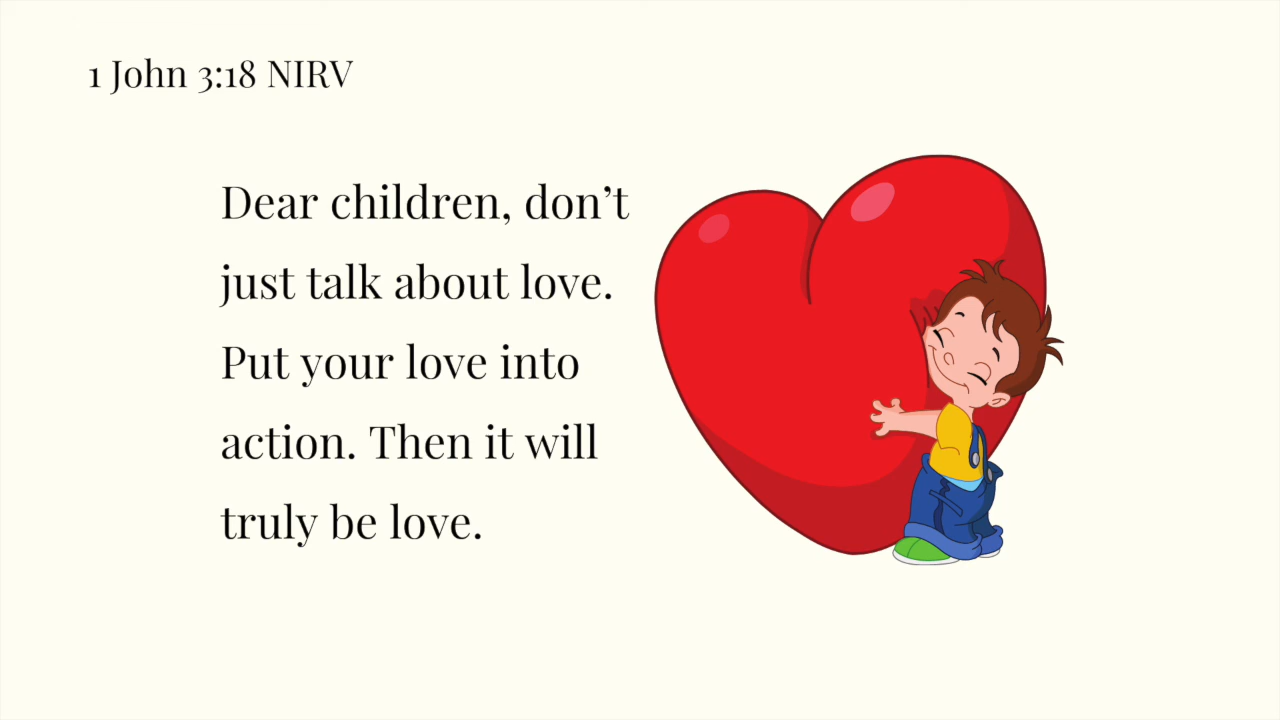 1 John 3:18 NIRV
Dear children, don’t
just talk about love.
Put your love into
action. Then it will
truly be love.